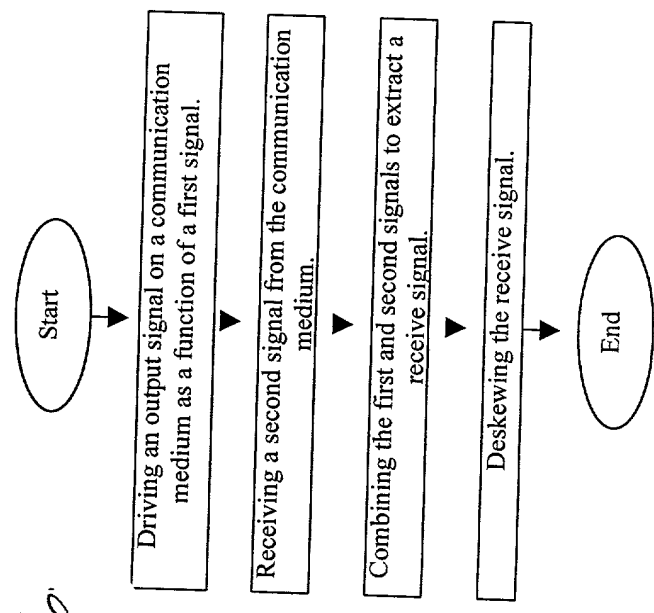 Start
Driving an output signal on a communication
medium as a function of a first signal.
Receiving a second signal from the communication
medium.
Combining the first and second signals to extract a
receive signal.
Deskewing the receive signal.
End